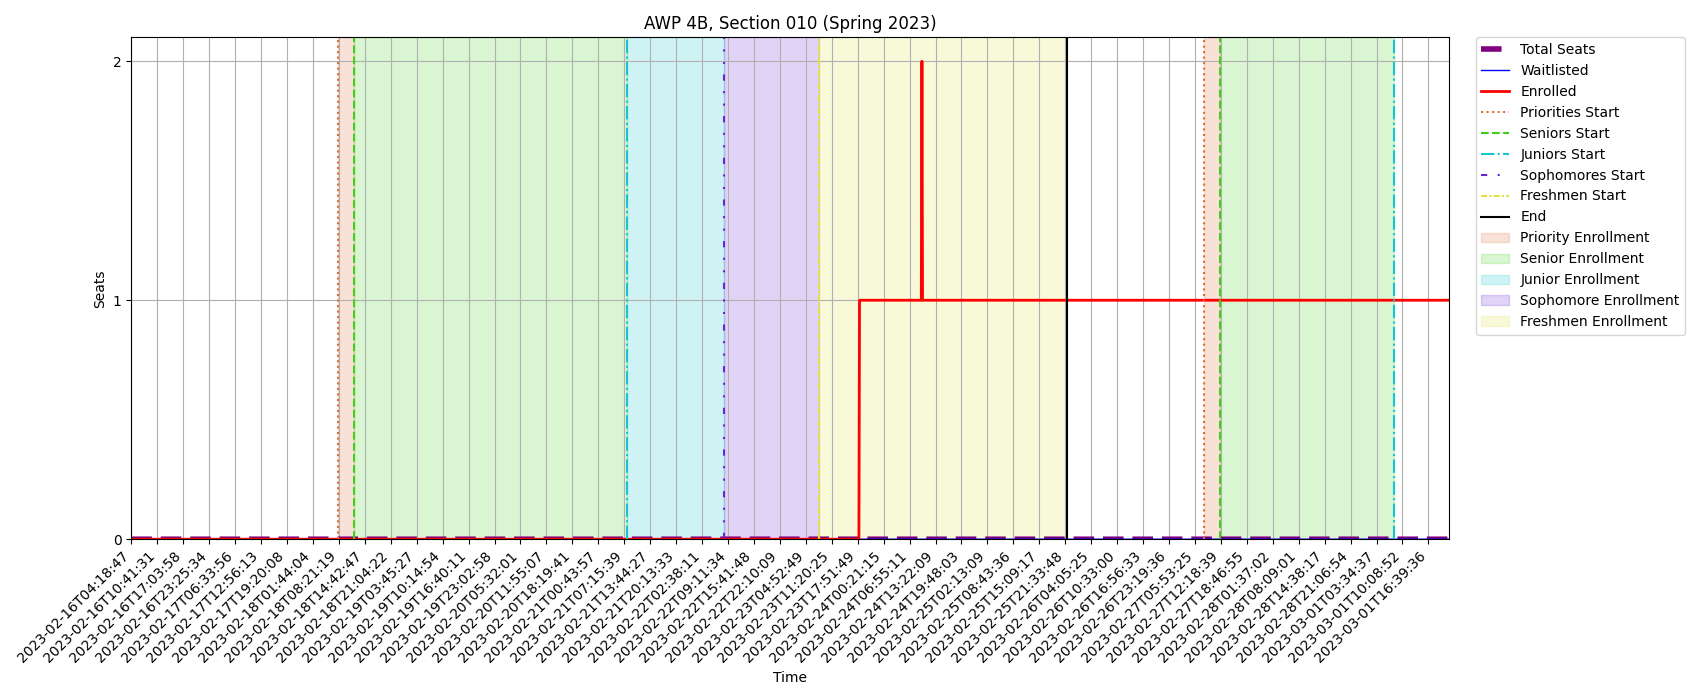 AWP 4B, Section 010 (Spring 2023)
Seats
2
1
0
2023-02-16T04:18:47
2023-02-16T10:41:31
2023-02-16T17:03:58
2023-02-16T23:25:34
2023-02-17T06:33:56
2023-02-17T12:56:13
2023-02-17T19:20:08
2023-02-18T01:44:04
2023-02-18T08:21:19
2023-02-18T14:42:47
2023-02-18T21:04:22
2023-02-19T03:45:27
2023-02-19T10:14:54
2023-02-19T16:40:11
2023-02-19T23:02:58
2023-02-20T05:32:01
2023-02-20T11:55:07
2023-02-20T18:19:41
2023-02-21T00:43:57
2023-02-21T07:15:39
2023-02-21T13:44:27
2023-02-21T20:13:33
2023-02-22T02:38:11
2023-02-22T09:11:34
2023-02-22T15:41:48
2023-02-22T22:10:09
2023-02-23T04:52:49
2023-02-23T11:20:25
2023-02-23T17:51:49
2023-02-24T00:21:15
2023-02-24T06:55:11
2023-02-24T13:22:09
2023-02-24T19:48:03
2023-02-25T02:13:09
2023-02-25T08:43:36
2023-02-25T15:09:17
2023-02-25T21:33:48
2023-02-26T04:05:25
2023-02-26T10:33:00
2023-02-26T16:56:33
2023-02-26T23:19:36
2023-02-27T05:53:25
2023-02-27T12:18:39
2023-02-27T18:46:55
2023-02-28T01:37:02
2023-02-28T08:09:01
2023-02-28T14:38:17
2023-02-28T21:06:54
2023-03-01T03:34:37
2023-03-01T10:08:52
2023-03-01T16:39:36
Time
Total Seats
Waitlisted
Enrolled
Priorities Start
Seniors Start
Juniors Start
Sophomores Start
Freshmen Start
End
Priority Enrollment
Senior Enrollment
Junior Enrollment
Sophomore Enrollment
Freshmen Enrollment